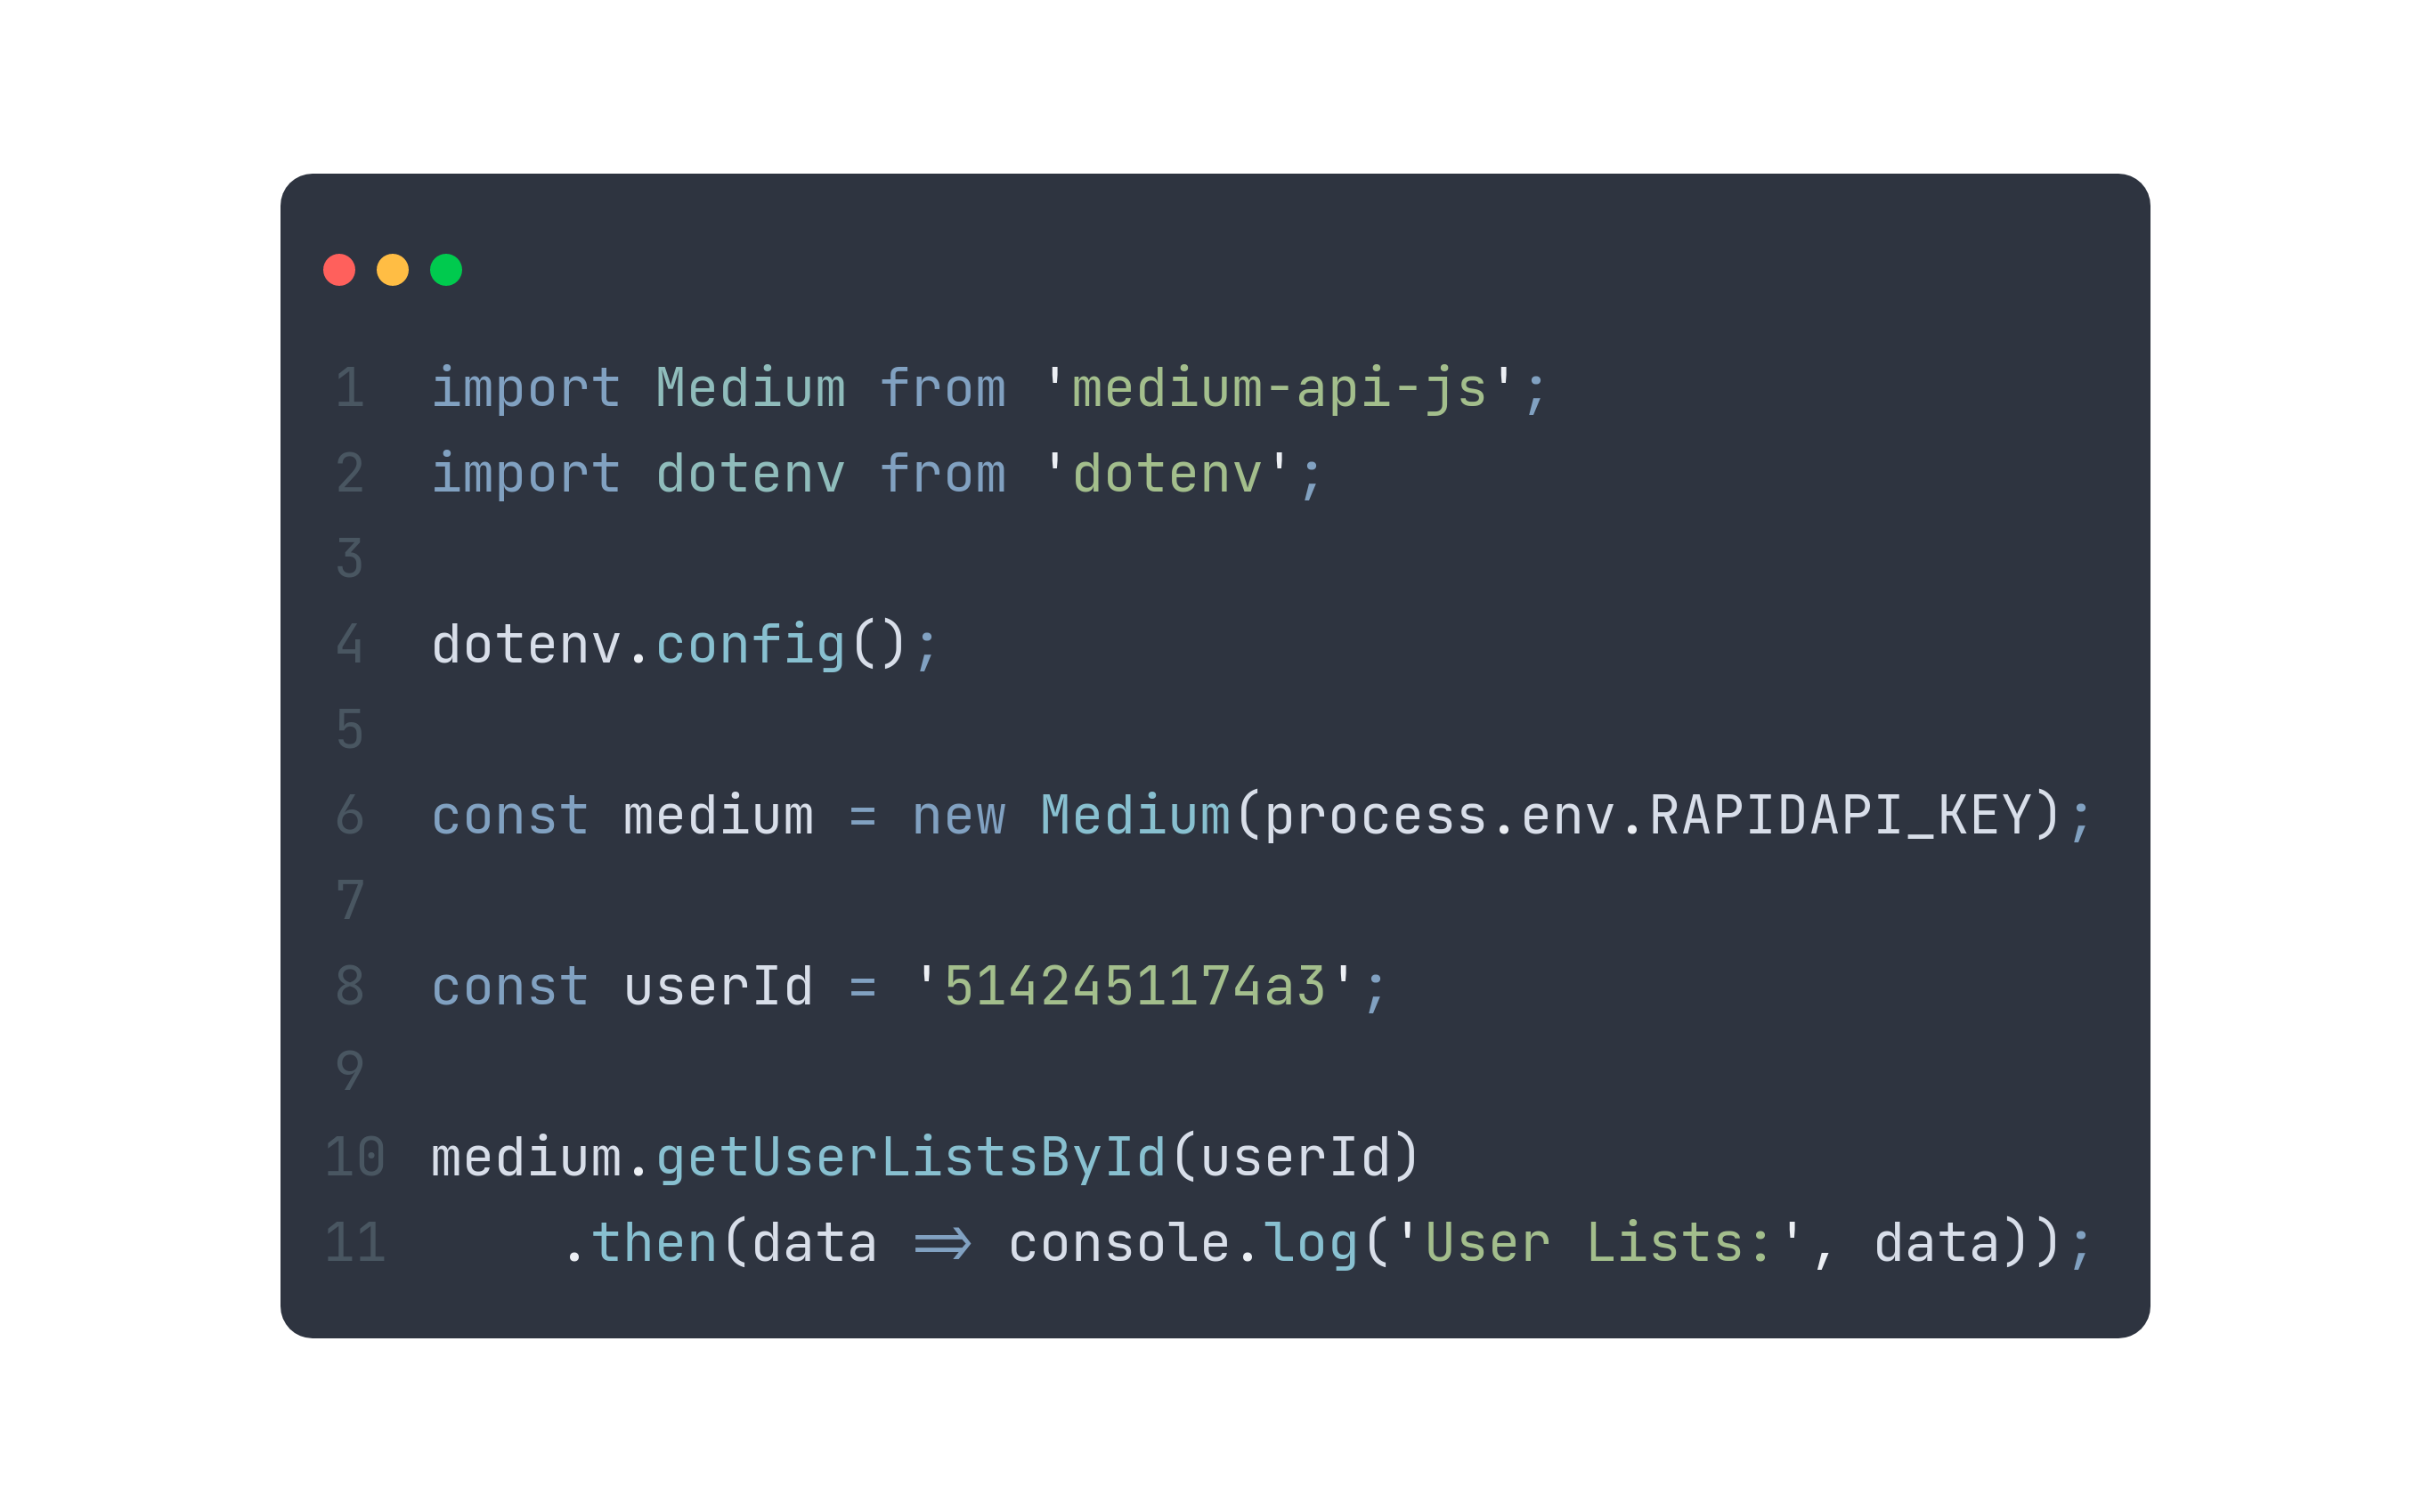 1 import Medium from 'medium-api-js';
2 import dotenv from 'dotenv';
3
4 dotenv.config();
5
6 const medium = new Medium(process.env.RAPIDAPI_KEY);
7
8 const userId = '5142451174a3';
9
10 medium.getUserListsById(userId)
11     .then(data => console.log('User Lists:', data));